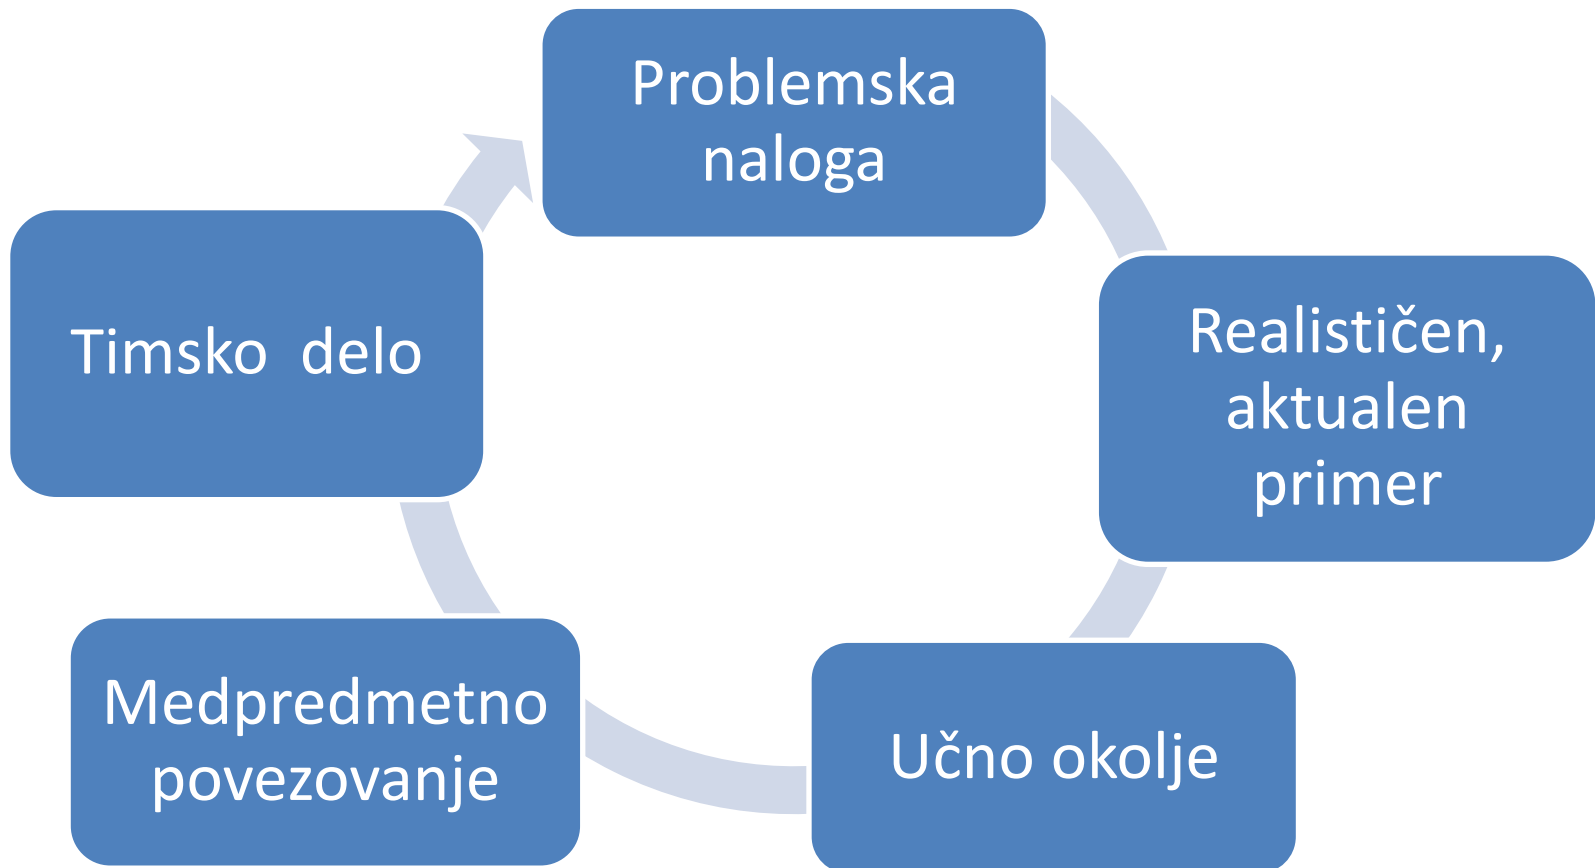 Problemska
naloga
Realističen,
aktualen
primer
Učno okolje
Medpredmetno
povezovanje
Timsko  delo